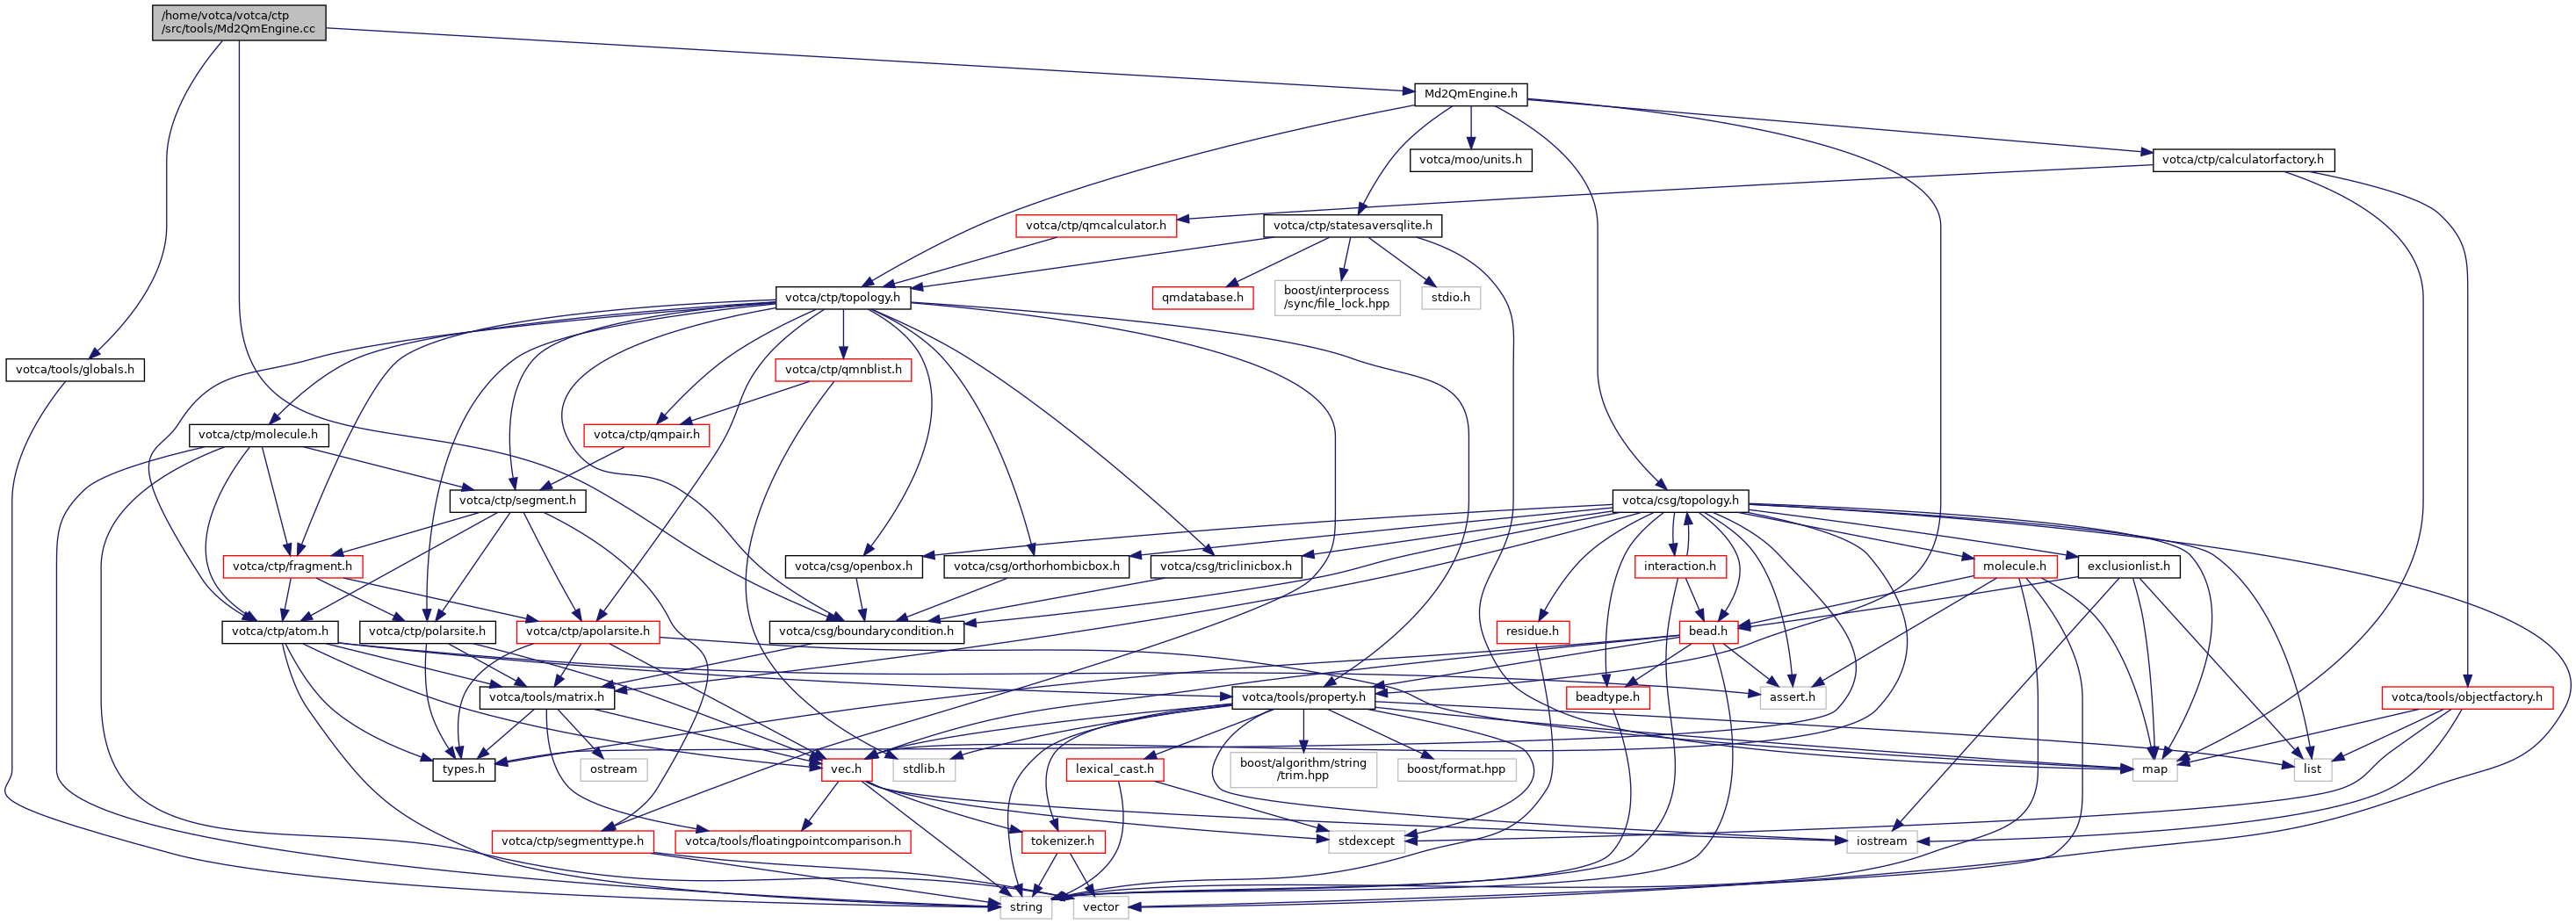 /home/votca/votca/ctp
/src/tools/Md2QmEngine.cc
Md2QmEngine.h
votca/moo/units.h
votca/ctp/calculatorfactory.h
votca/ctp/qmcalculator.h
votca/ctp/statesaversqlite.h
votca/ctp/topology.h
qmdatabase.h
boost/interprocess
/sync/file_lock.hpp
stdio.h
votca/tools/globals.h
votca/ctp/qmnblist.h
votca/ctp/molecule.h
votca/ctp/qmpair.h
votca/ctp/segment.h
votca/csg/topology.h
votca/ctp/fragment.h
votca/csg/openbox.h
votca/csg/orthorhombicbox.h
votca/csg/triclinicbox.h
interaction.h
molecule.h
exclusionlist.h
votca/ctp/atom.h
votca/ctp/polarsite.h
votca/ctp/apolarsite.h
votca/csg/boundarycondition.h
residue.h
bead.h
votca/tools/matrix.h
votca/tools/property.h
beadtype.h
assert.h
votca/tools/objectfactory.h
types.h
ostream
vec.h
stdlib.h
lexical_cast.h
boost/algorithm/string
/trim.hpp
boost/format.hpp
map
list
votca/ctp/segmenttype.h
votca/tools/floatingpointcomparison.h
tokenizer.h
stdexcept
iostream
string
vector